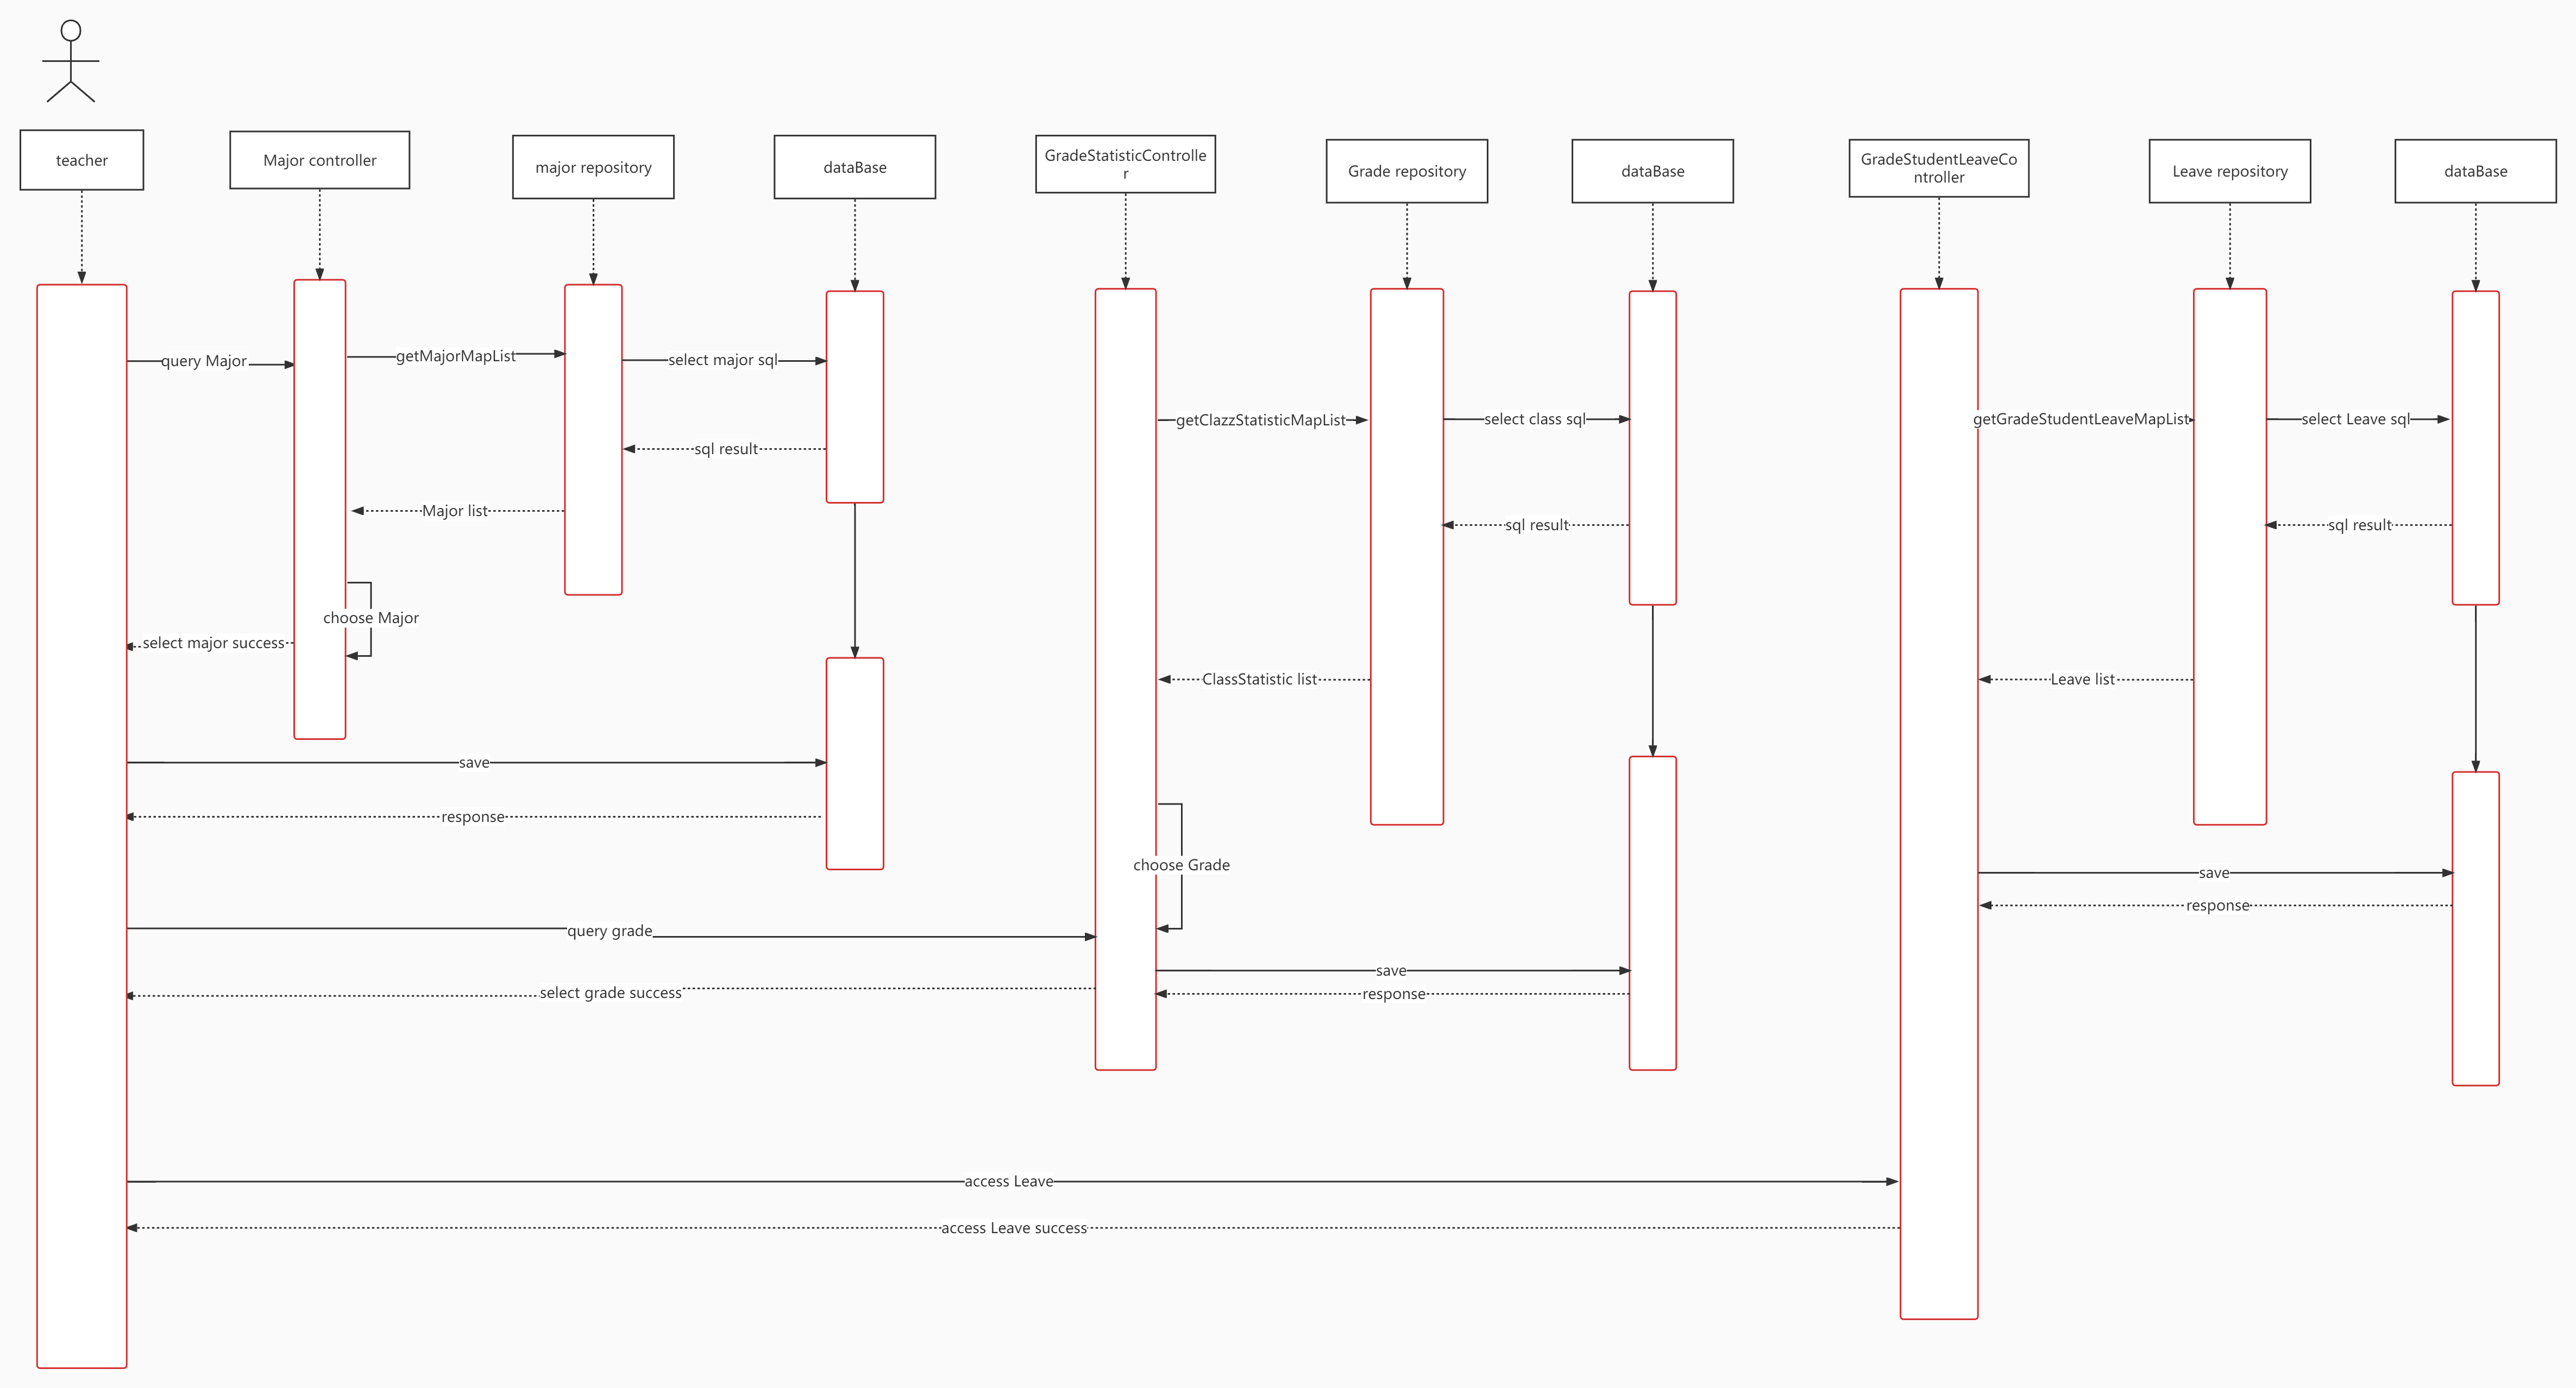 teacher
Major controller
major repository
dataBase
GradeStatisticControlle
r
Grade repository
dataBase
GradeStudentLeaveCo
ntroller
Leave repository
dataBase
query Major
getMajorMapList
select major sql
getClazzStatisticMapList
select class sql
getGradeStudentLeaveMapList
select Leave sql
sql result
Major list
sql result
sql result
choose Major
select major success
ClassStatistic list
Leave list
save
response
choose Grade
save
response
query grade
save
select grade success
response
access Leave
access Leave success